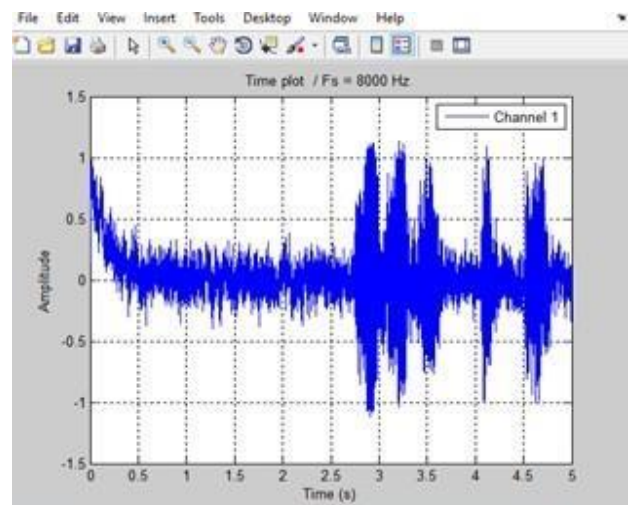 File Edit View Insert Tools Desktop Window Help
Time plot / Fs = 8000 Hz
Channel 1
Amplitude
1.5
1
0.5
0
-0.5
-1
-1.5
0 0.5 1 1.5 2 2.5 3 3.5 4 4.5 5
Time (s)